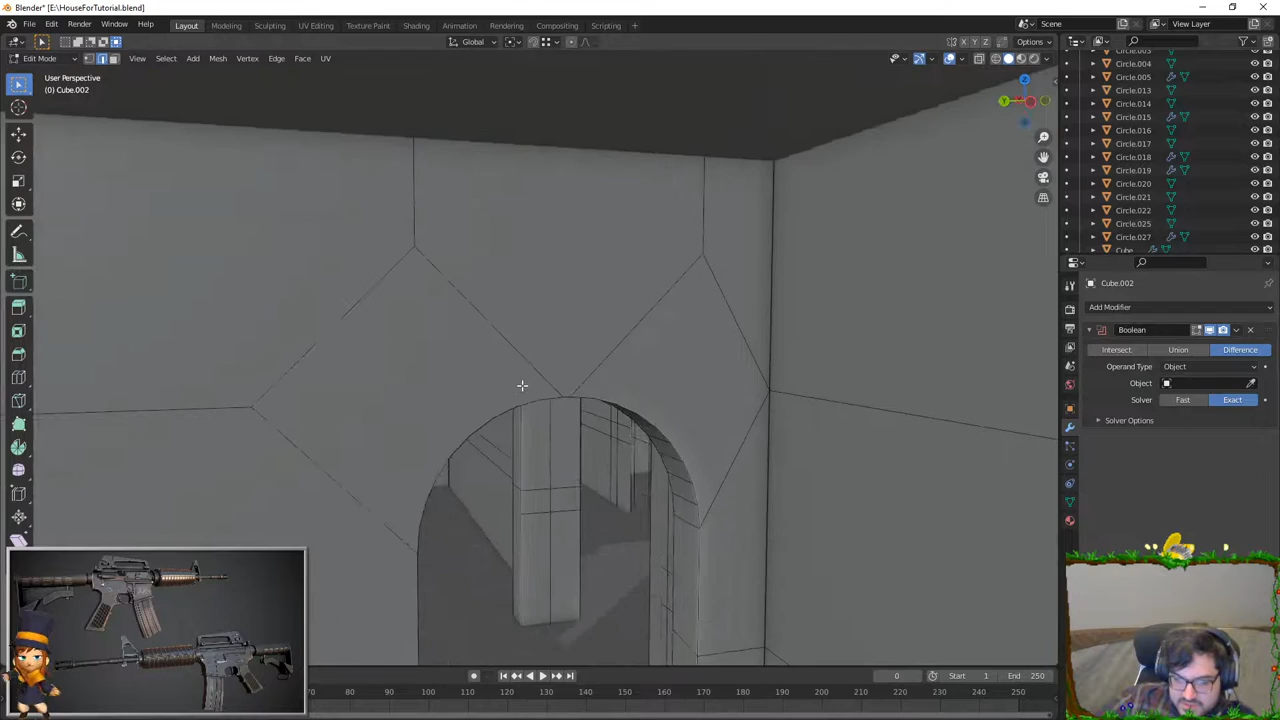 Blender* [E:\HouseForTutorial.blend]
File Edit Render Window Help Layout Modeling Sculpting UV Editing Texture Paint Shading Animation Rendering Compositing Scripting Scene View Layer
Global Options
Edit Mode View Select Add Mesh Vertex Edge Face UV
User Perspective
(0) Cube.002
X Y Z
Z
Y
Circle.003
Circle.004
Circle.005
Circle.013
Circle.014
Circle.015
Circle.016
Circle.017
Circle.018
Circle.019
Circle.020
Circle.021
Circle.022
Circle.025
Circle.027
Cube
Cube.002
Add Modifier
Boolean
Intersect Union Difference
Operand Type Object
Object
Solver Fast Exact
Solver Options
0 Start 1 End 250
70 80 90 100 110 120 130 140 150 160 170 180 190 200 210 220 230 240 250